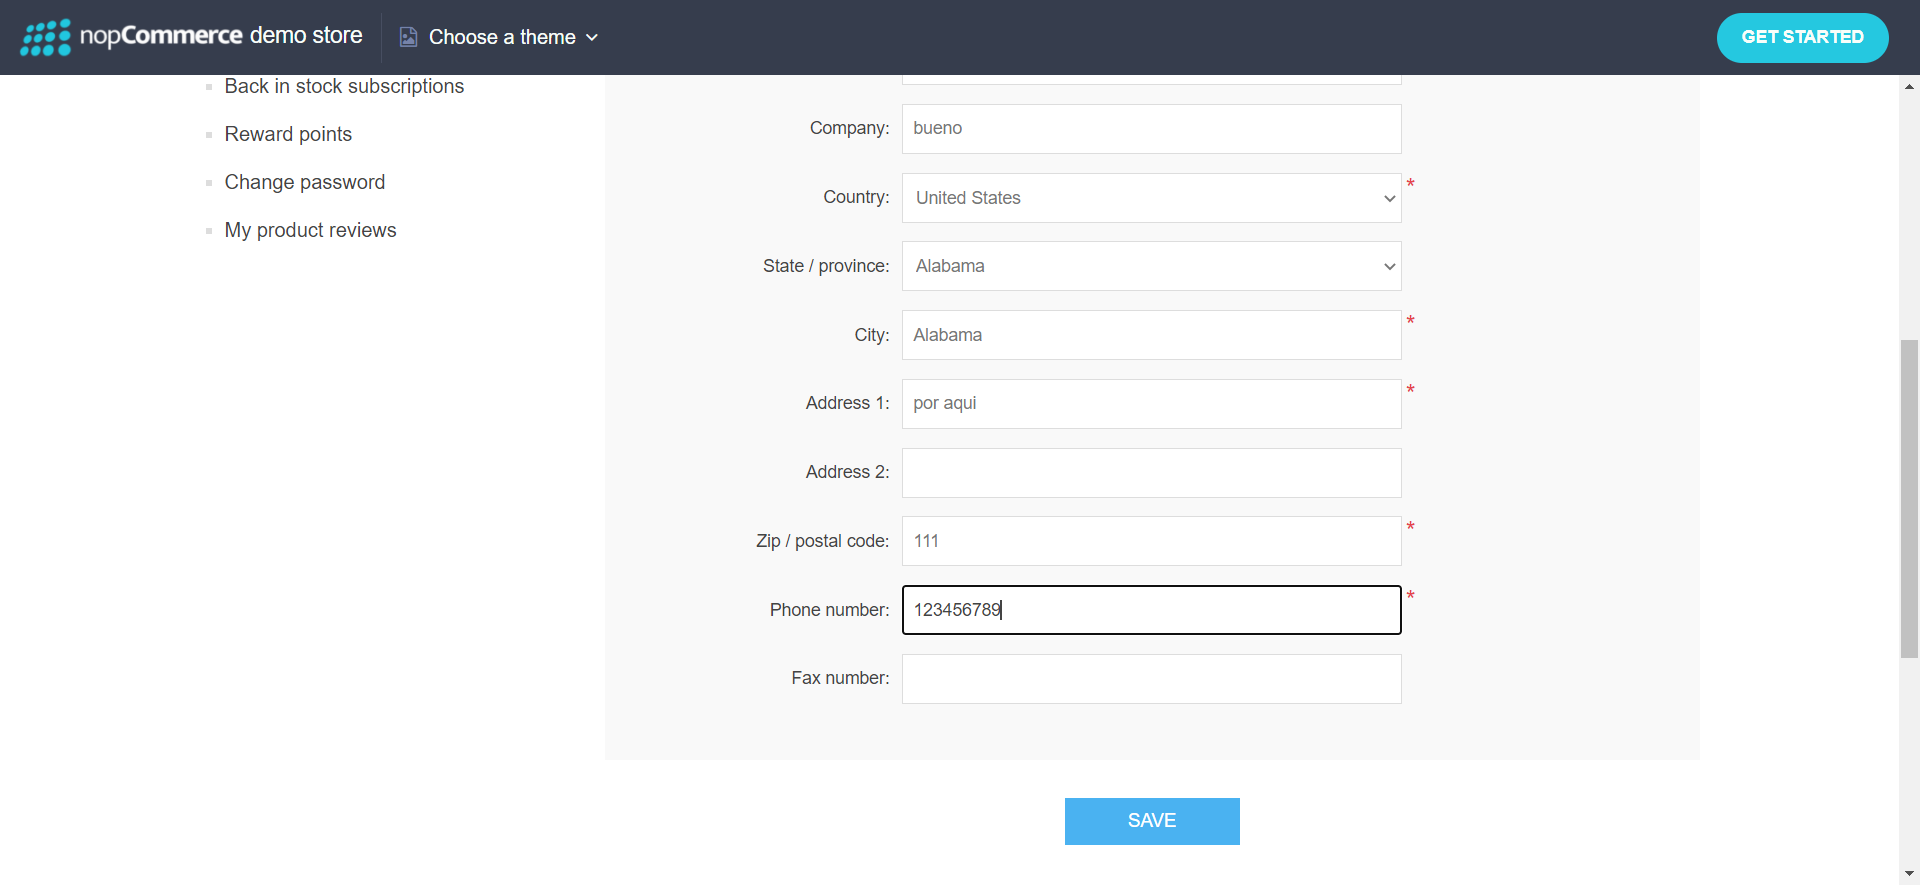 nopCommerce demo store
Choose a theme
GET STARTED
Back in stock subscriptions
Reward points
Change password
My product reviews
Company: bueno
Country: United States *
State / province: Alabama
City: Alabama *
Address 1: por aqui *
Address 2:
Zip / postal code: 111 *
Phone number: 123456789 *
Fax number:
SAVE